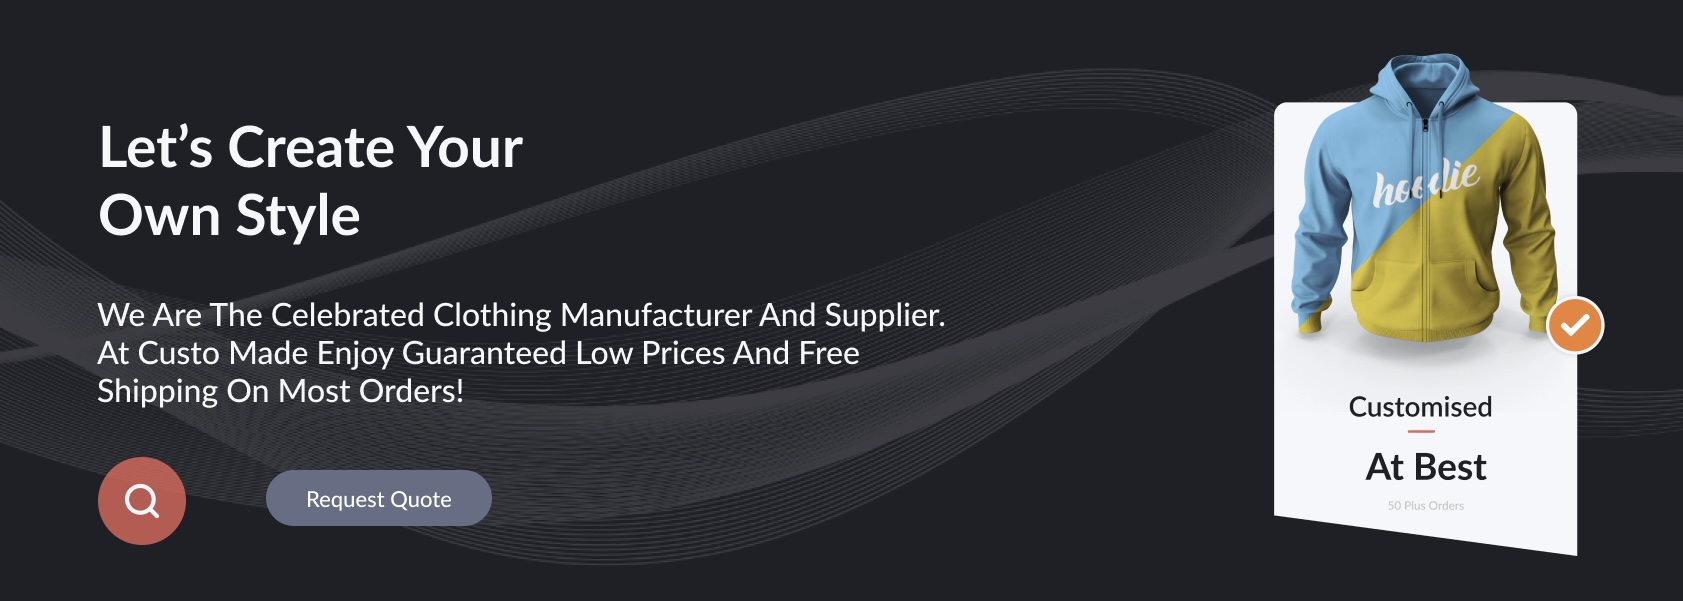 Let’s Create Your
Own Style
We Are The Celebrated Clothing Manufacturer And Supplier.
At Custo Made Enjoy Guaranteed Low Prices And Free
Shipping On Most Orders!
Request Quote
hoodie
Customised
At Best
50 Plus Orders